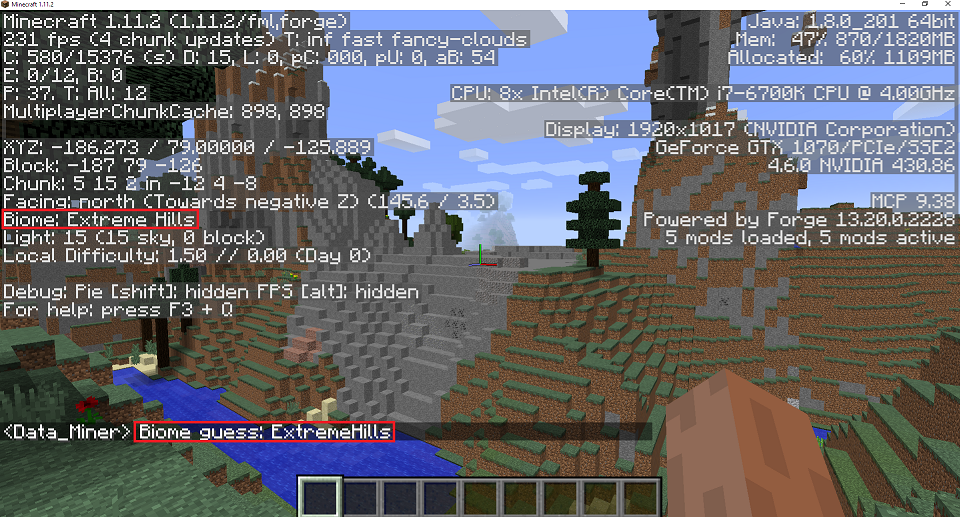 Minecraft 1.11.2
Minecraft 1.11.2 (1.11.2/fml,forge)
231 fps (4 chunk updates) T: inf fast fancy-clouds
C: 580/15376 (s) D: 15, L: 0, pC: 000, pU: 0, aB: 54
E: 0/12, B: 0
P: 37. T: All: 12
MultiplayerChunkCache: 898, 898
XYZ: -186.273 / 79.00000 / -125.889
Block: -187 79 -126
Chunk: 5 15 2 in -12 4 -8
Facing: north (Towards negative Z) (145.6 / 3.5)
Biome: Extreme Hills
Light: 15 (15 sky, 0 block)
Local Difficulty: 1.50 // 0.00 (Day 0)
Debug: Pie [shift]: hidden FPS [alt]: hidden
For help: press F3 + Q
Java: 1.8.0_201 64bit
Mem: 47% 870/1820MB
Allocated: 60% 1109MB
CPU: 8x Intel(R) Core(TM) i7-6700K CPU @ 4.00GHz
Display: 1920x1017 (NVIDIA Corporation)
GeForce GTX 1070/PCIe/SSE2
4.6.0 NVIDIA 430.86
MCP 9.38
Powered by Forge 13.20.0.2228
5 mods loaded, 5 mods active
<Data_Miner> Biome guess: ExtremeHills